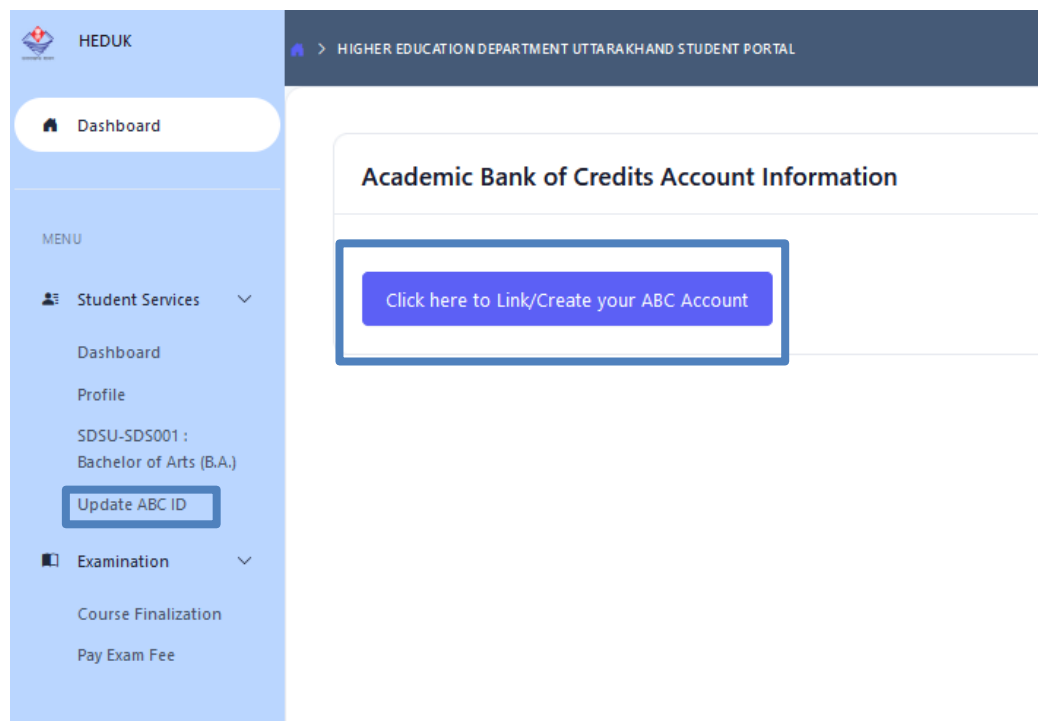 HEDUK
HIGHER EDUCATION DEPARTMENT UTTARAKHAND STUDENT PORTAL
Dashboard
Academic Bank of Credits Account Information
MENU
Click here to Link/Create your ABC Account
Student Services
Dashboard
Profile
SDSU-SDS001 :
Bachelor of Arts (B.A.)
Update ABC ID
Examination
Course Finalization
Pay Exam Fee